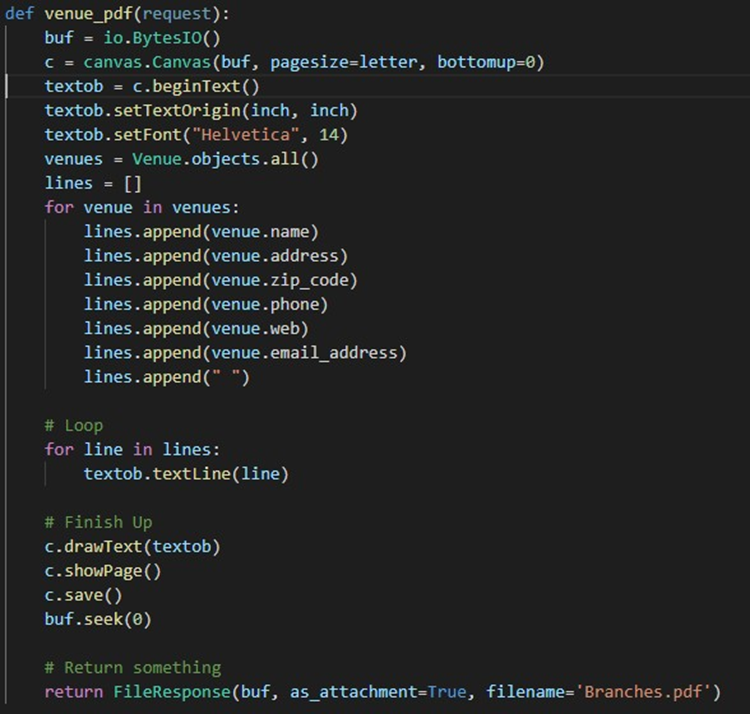 def venue_pdf(request):
    buf = io.BytesIO()
    c = canvas.Canvas(buf, pagesize=letter, bottomup=0)
    textob = c.beginText()
    textob.setTextOrigin(inch, inch)
    textob.setFont("Helvetica", 14)
    venues = Venue.objects.all()
    lines = []
    for venue in venues:
        lines.append(venue.name)
        lines.append(venue.address)
        lines.append(venue.zip_code)
        lines.append(venue.phone)
        lines.append(venue.web)
        lines.append(venue.email_address)
        lines.append(" ")

    # Loop
    for line in lines:
        textob.textLine(line)

    # Finish Up
    c.drawText(textob)
    c.showPage()
    c.save()
    buf.seek(0)

    # Return something
    return FileResponse(buf, as_attachment=True, filename='Branches.pdf')